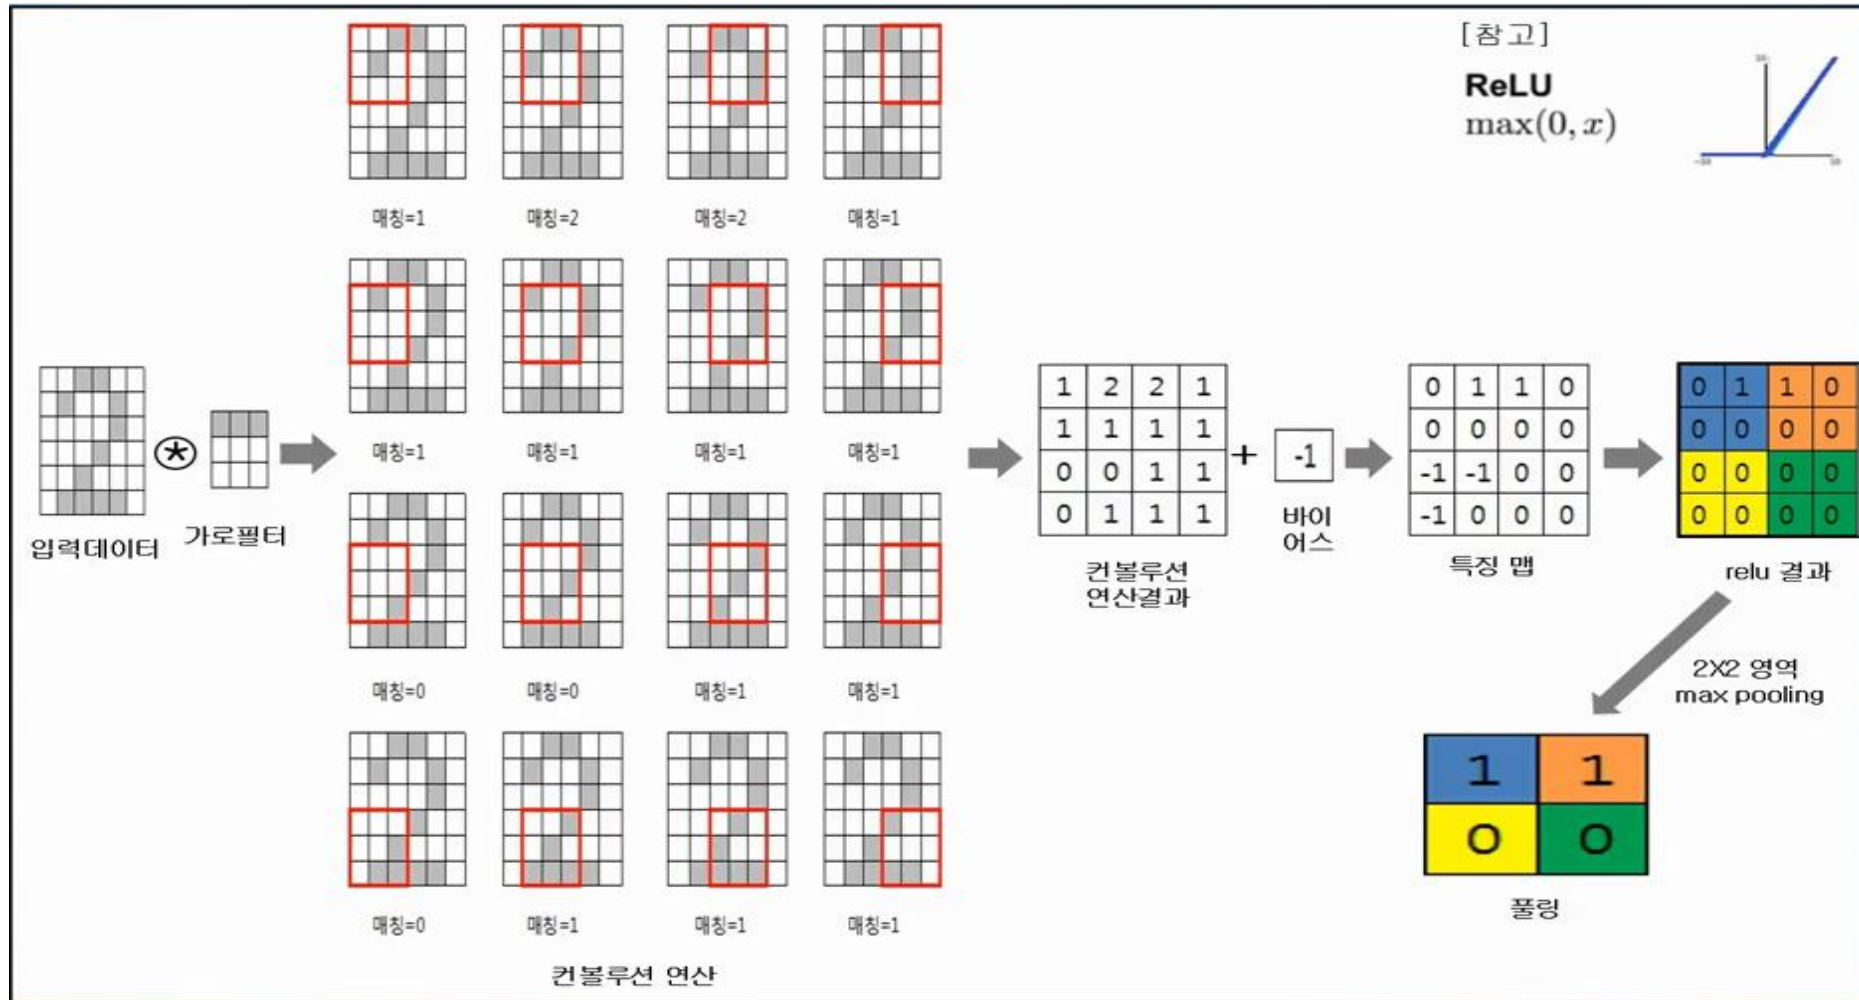 [참고]
ReLU
max(0, x)
매칭=1
매칭=2
매칭=2
매칭=1
매칭=1
매칭=1
매칭=1
매칭=1
입력데이터
가로필터
매칭=0
매칭=0
매칭=1
매칭=1
매칭=0
매칭=1
매칭=1
매칭=1
컨볼루션 연산
1 2 2 1
1 1 1 1
0 0 1 1
0 1 1 1
컨볼루션
연산결과
+
-1
바이
어스
0 1 1 0
0 0 0 0
-1 -1 0 0
-1 0 0 0
특징 맵
0 1 1 0
0 0 0 0
0 0 0 0
0 0 0 0
relu 결과
2X2 영역
max pooling
1 1
0 0
풀링